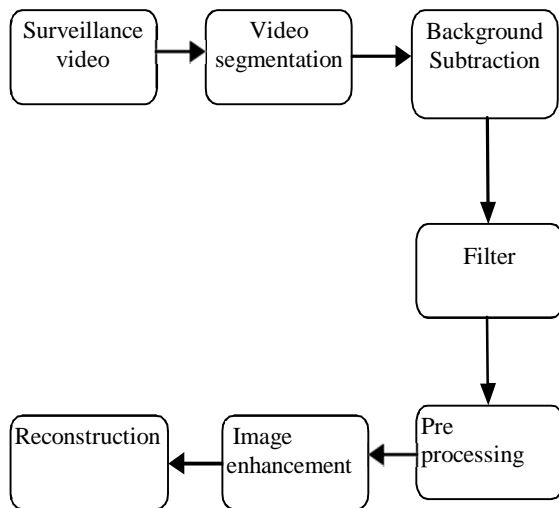 Surveillance
video
Video
segmentation
Background
Subtraction
Filter
Pre
processing
Image
enhancement
Reconstruction